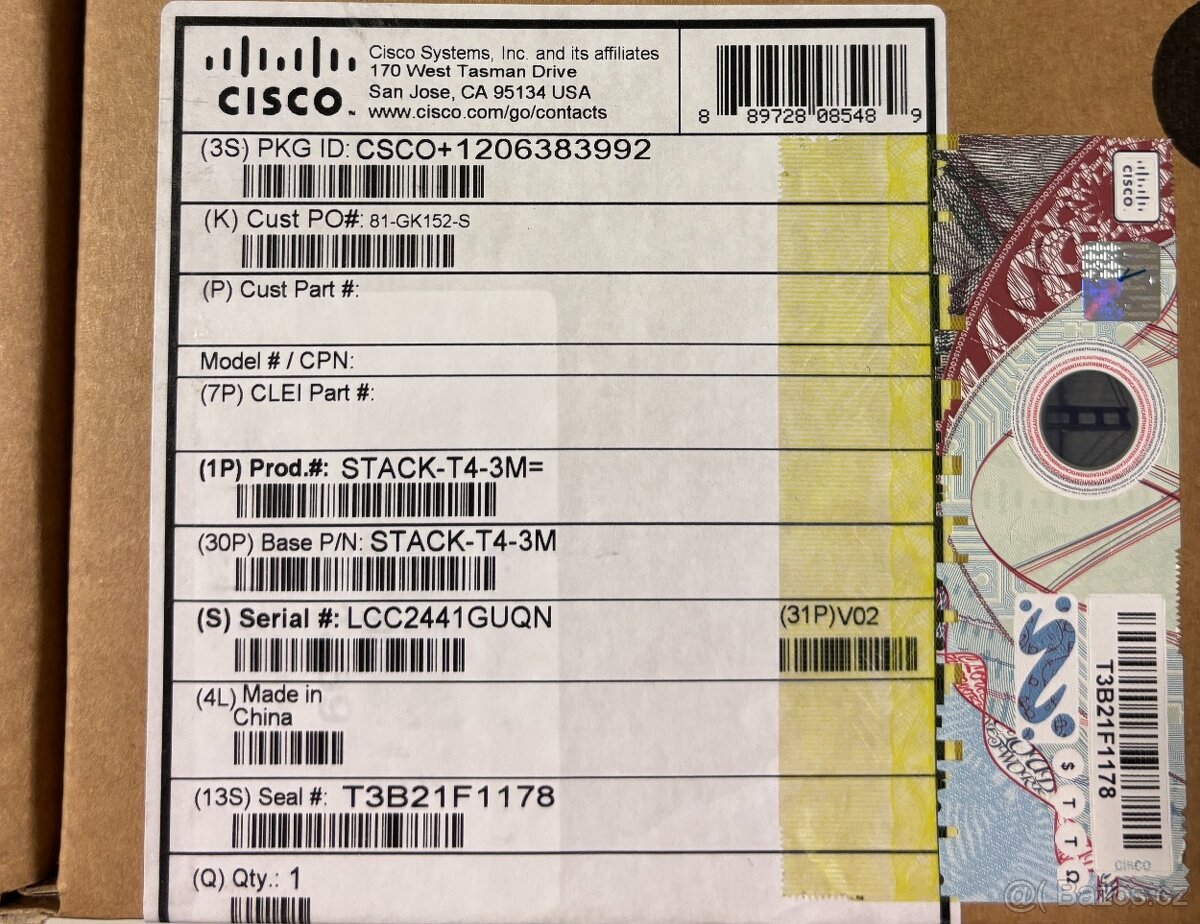 CISCO™
Cisco Systems, Inc. and its affiliates
170 West Tasman Drive
San Jose, CA 95134 USA
www.cisco.com/go/contacts
8 89728 08548 9
(3S) PKG ID: CSCO+1206383992
(K) Cust PO#: 81-GK152-S
(P) Cust Part #:
Model # / CPN:
(7P) CLEI Part #:
(1P) Prod.#: STACK-T4-3M=
(30P) Base P/N: STACK-T4-3M
(S) Serial #: LCC2441GUQN
(31P)V02
(4L) Made in
China
(13S) Seal #: T3B21F1178
(Q) Qty.: 1
CISCO
T3B21F1178
CISCO
@( Bazos.cz